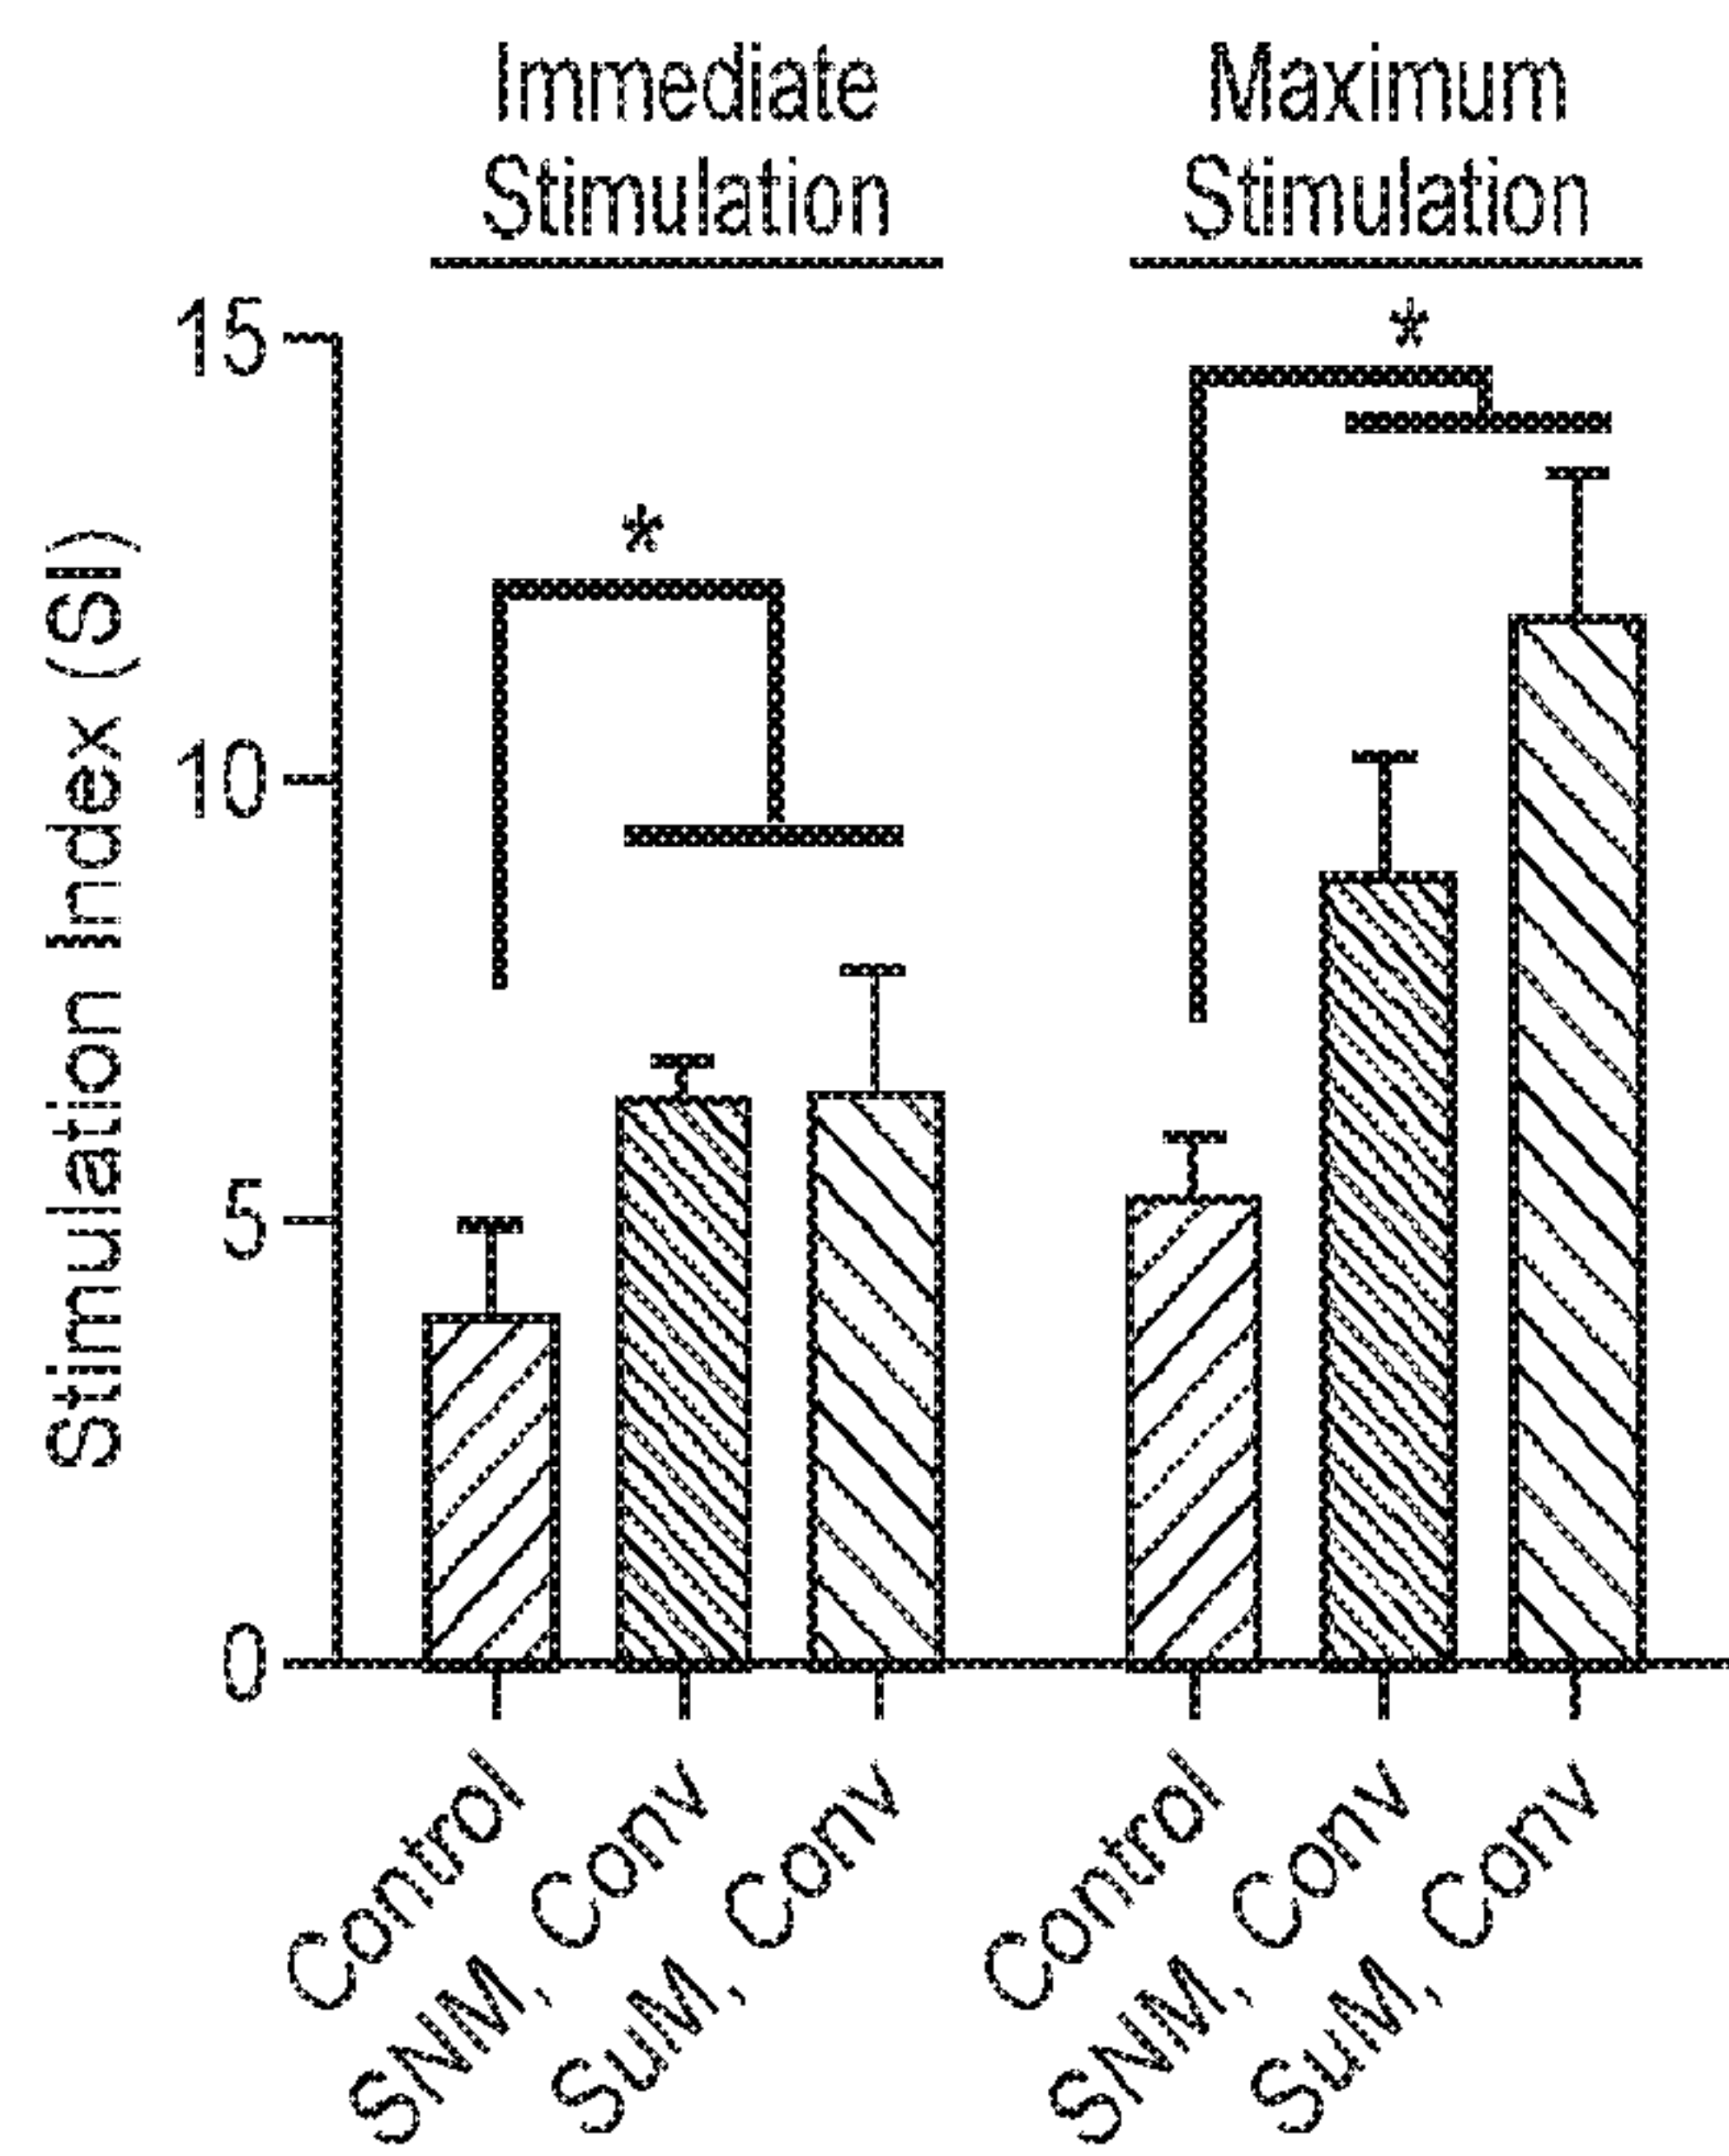 Immediate
Stimulation
Maximum
Stimulation
*
*
Stimulation Index (SI)
15
10
5
0
Control
SNM, Conv
SuM, Conv
Control
SNM, Conv
SuM, Conv